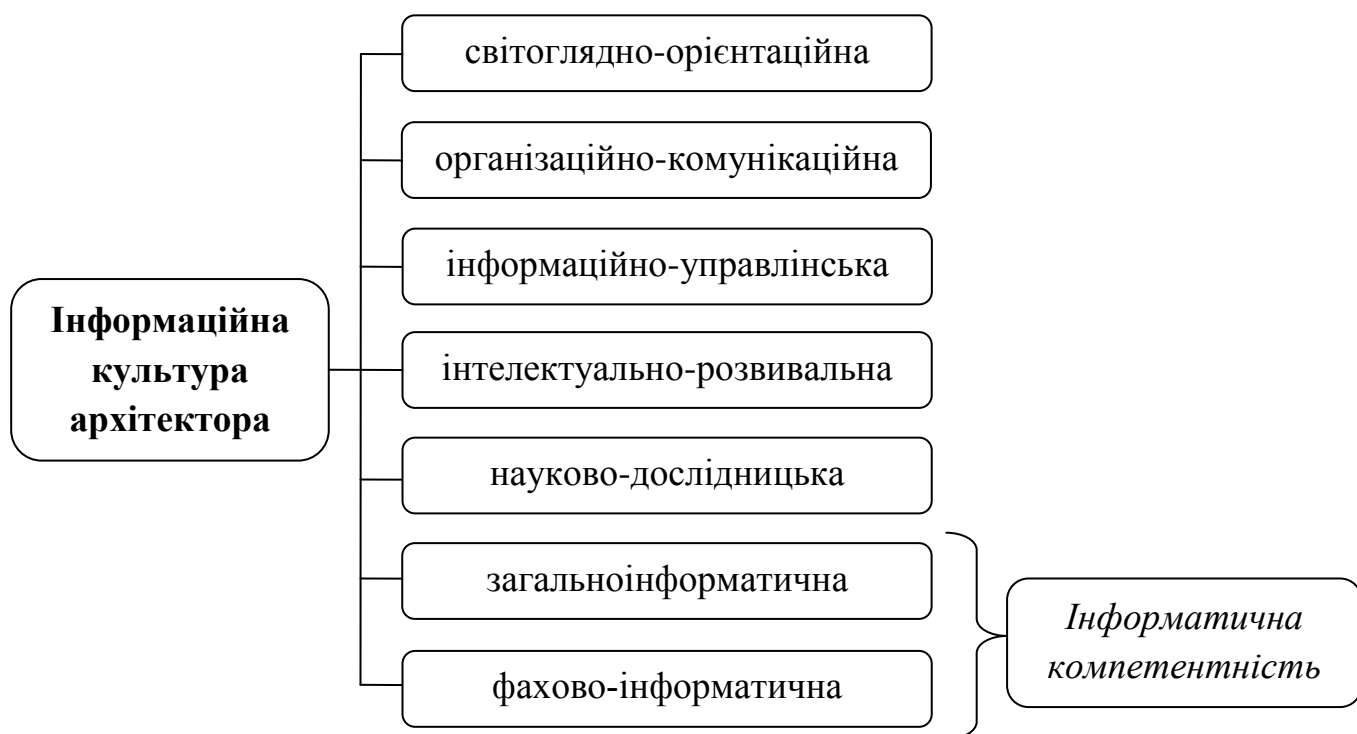 світоглядно-орієнтаційна
організаційно-комунікаційна
інформаційно-управлінська
Інформаційна
культура
архітектора
інтелектуально-розвивальна
науково-дослідницька
загальноінформатична
фахово-інформатична
Інформатична
компетентність